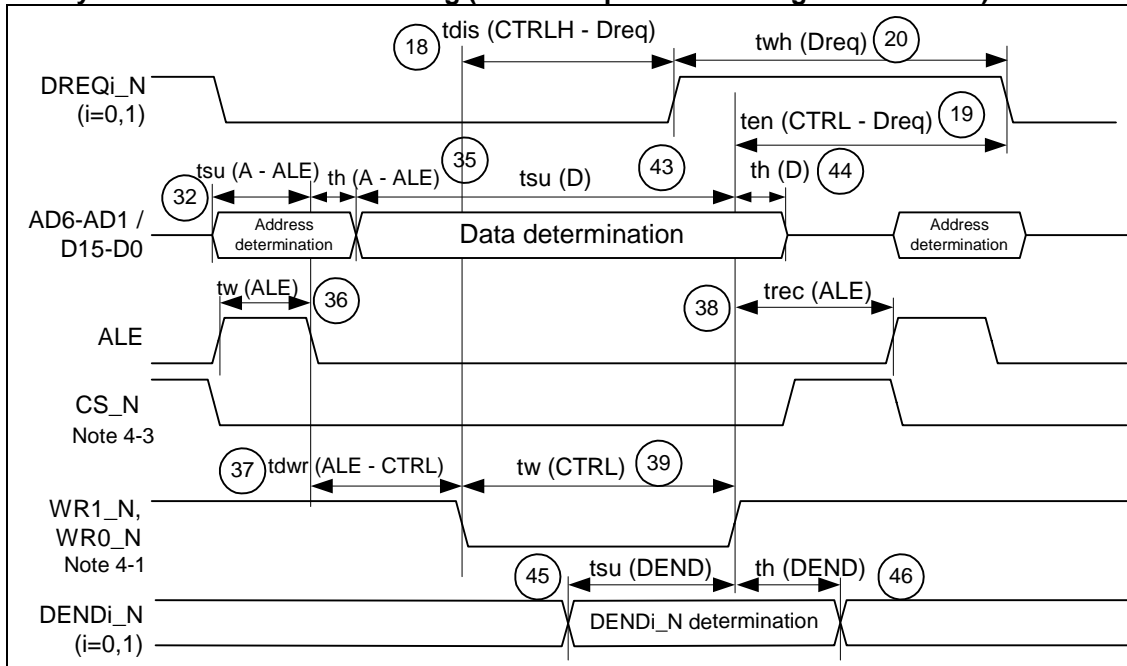 tdis (CTRLH - Dreq)
18
twh (Dreq)
20
DREQi_N
(i=0,1)
ten (CTRL - Dreq)
19
35
43
44
tsu (A - ALE)
th (A - ALE)
tsu (D)
th (D)
32
AD6-AD1 /
D15-D0
Address
determination
Data determination
Address
determination
tw (ALE)
36
38
trec (ALE)
ALE
CS_N
Note 4-3
37
tdwr (ALE - CTRL)
tw (CTRL)
39
WR1_N,
WR0_N
Note 4-1
45
tsu (DEND)
th (DEND)
46
DENDi_N
(i=0,1)
DENDi_N determination